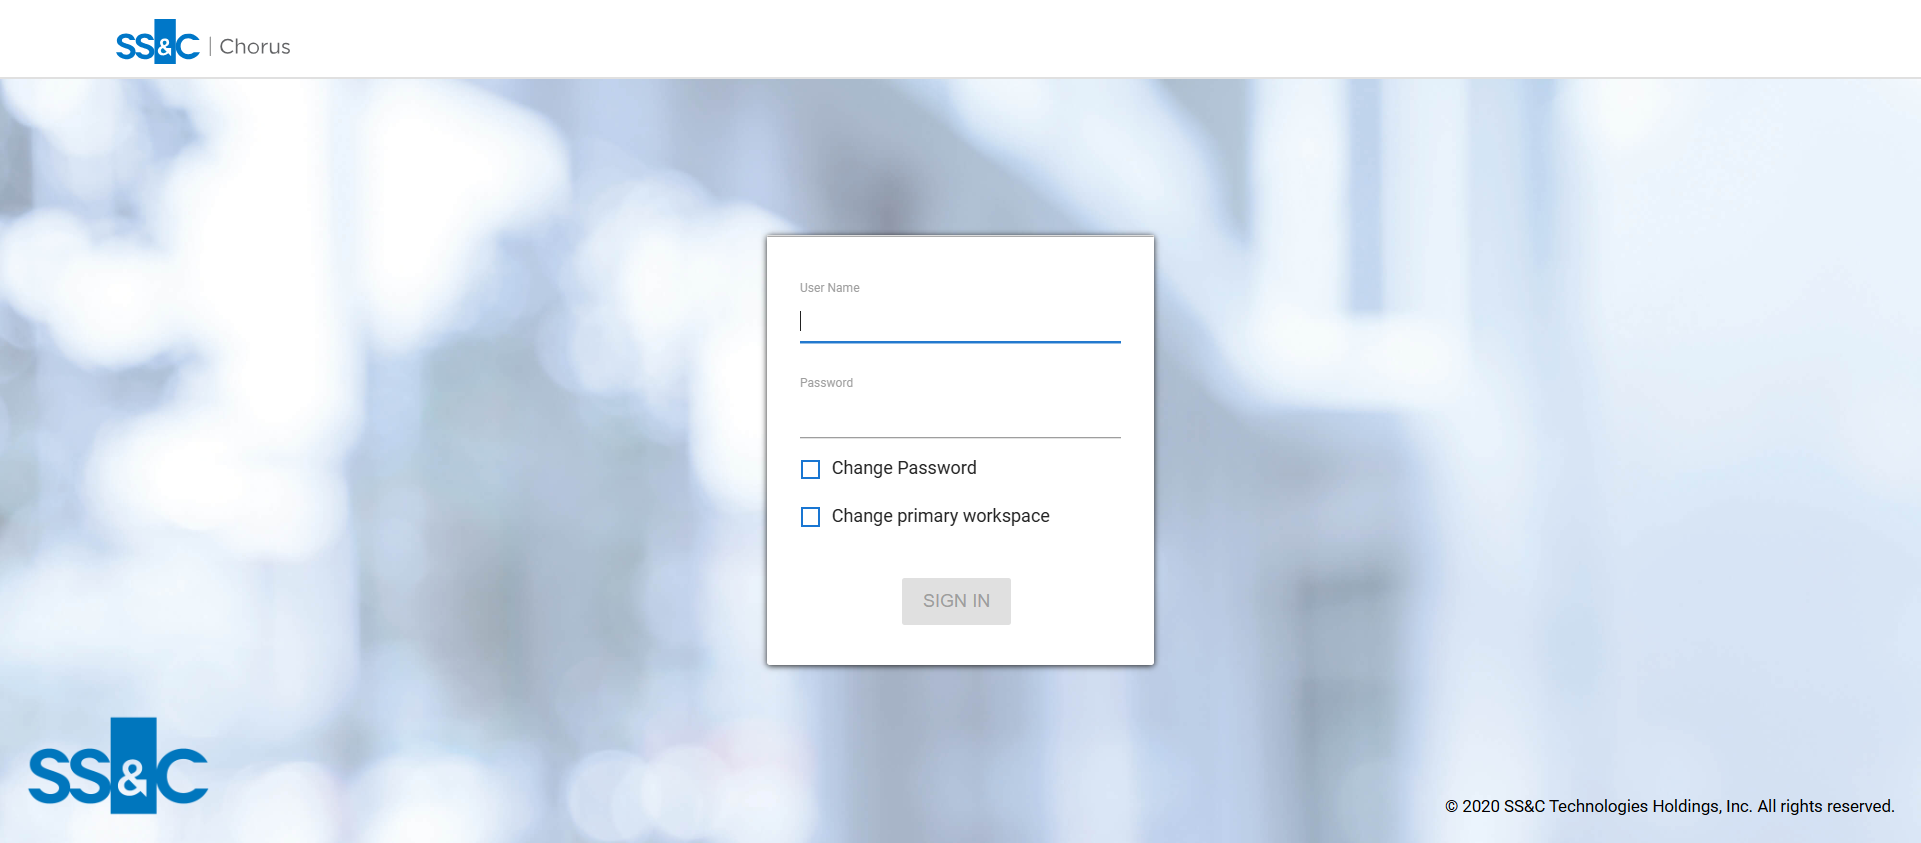 SS&C | Chorus
User Name
Password
Change Password
Change primary workspace
SIGN IN
SS&C
© 2020 SS&C Technologies Holdings, Inc. All rights reserved.